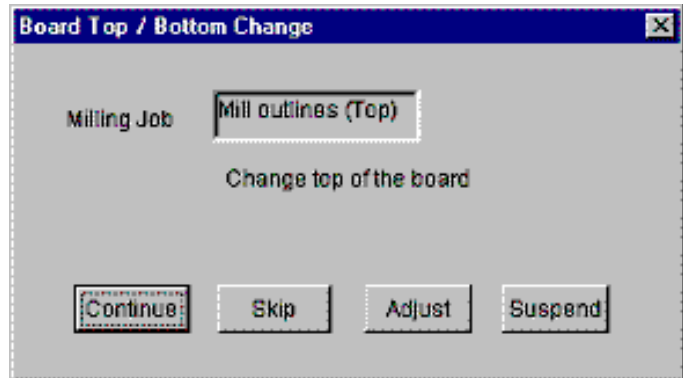 Board Top / Bottom Change
Milling Job Mill outlines (Top)
Change top of the board
Continue Skip Adjust Suspend